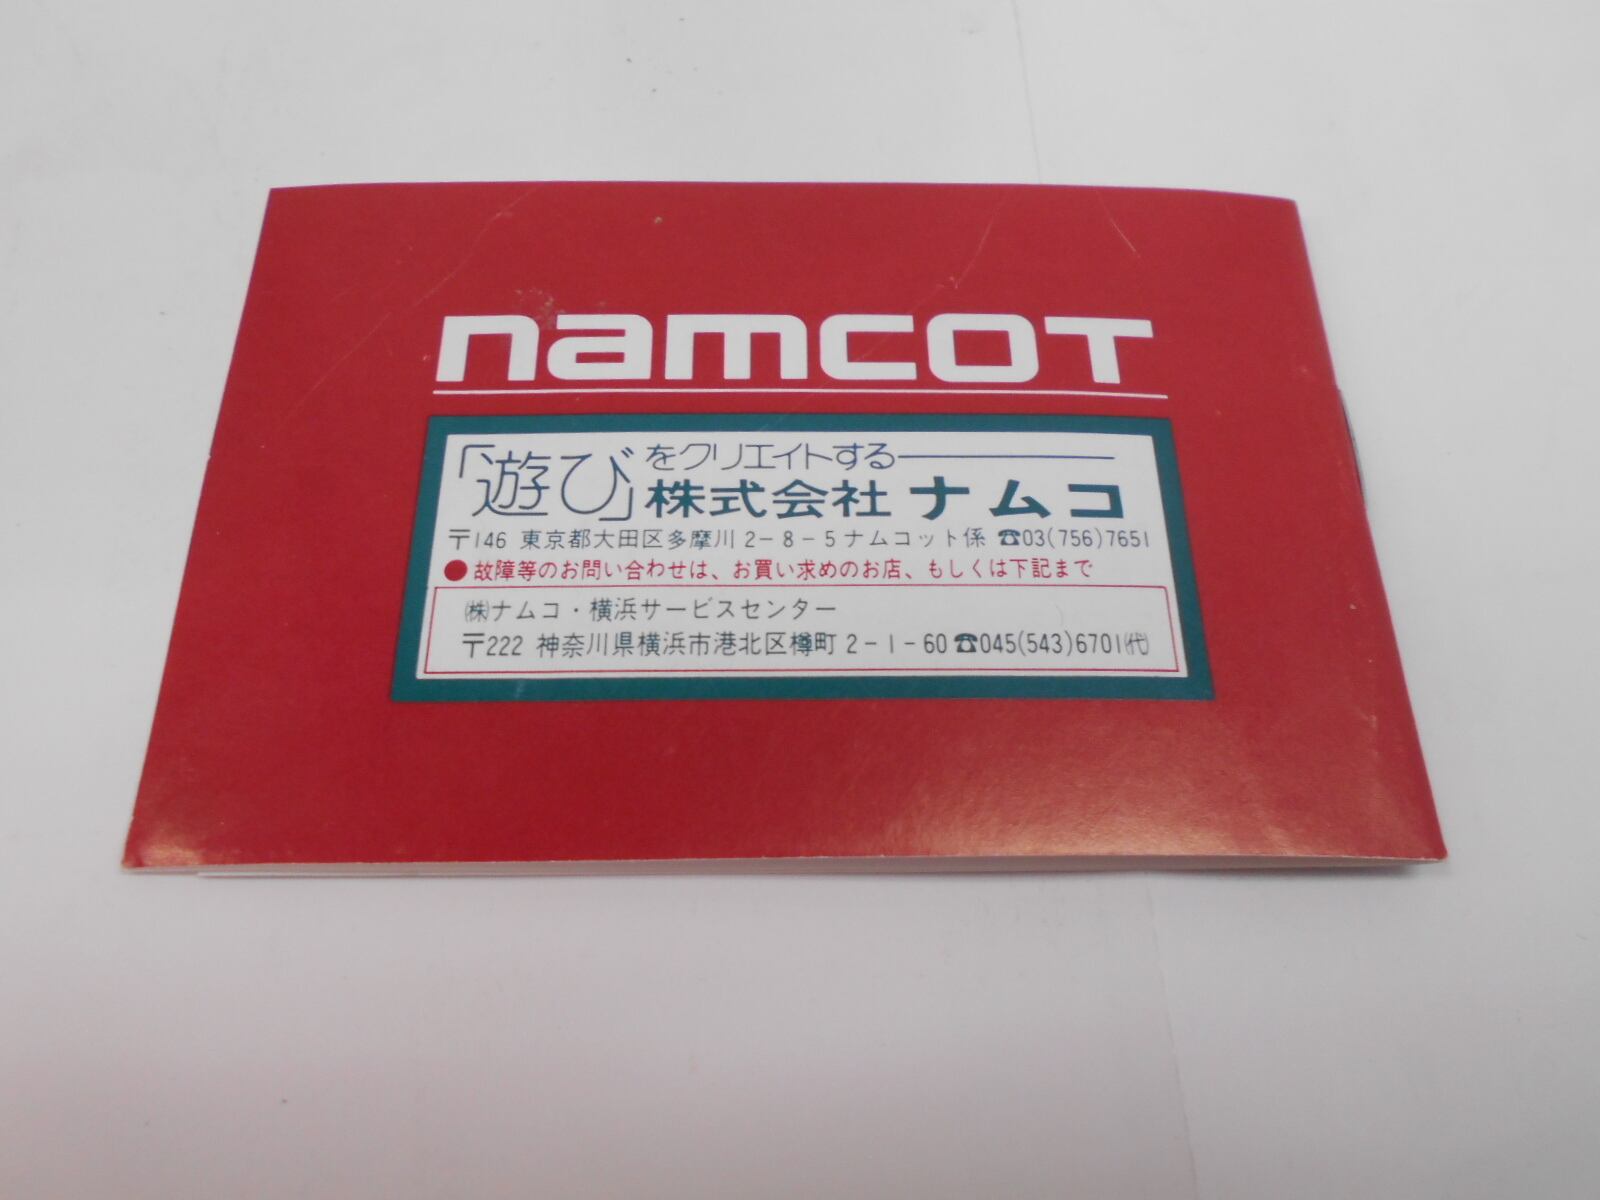 namcoT
「遊び」をクリエイトする
株式会社 ナムコ
〒146 東京都大田区多摩川2-8-5ナムコット係 ☎03(756)7651
●故障等のお問い合わせは、お買い求めのお店、もしくは下記まで
㈱ナムコ・横浜サービスセンター
〒222 神奈川県横浜市港北区樽町2-1-60☎045(543)6701㈹